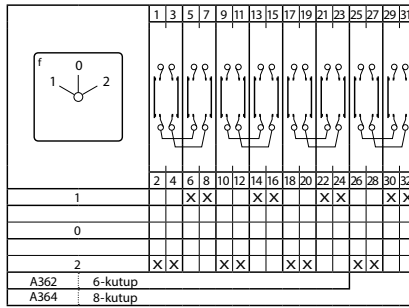 1 3 5 7 9 11 13 15 17 19 21 23 25 27 29 31
f
0
1 2
2 4 6 8 10 12 14 16 18 20 22 24 26 28 30 32
1 X X X X X X X X
0
2 X X X X X X X X
A362 6-kutup
A364 8-kutup